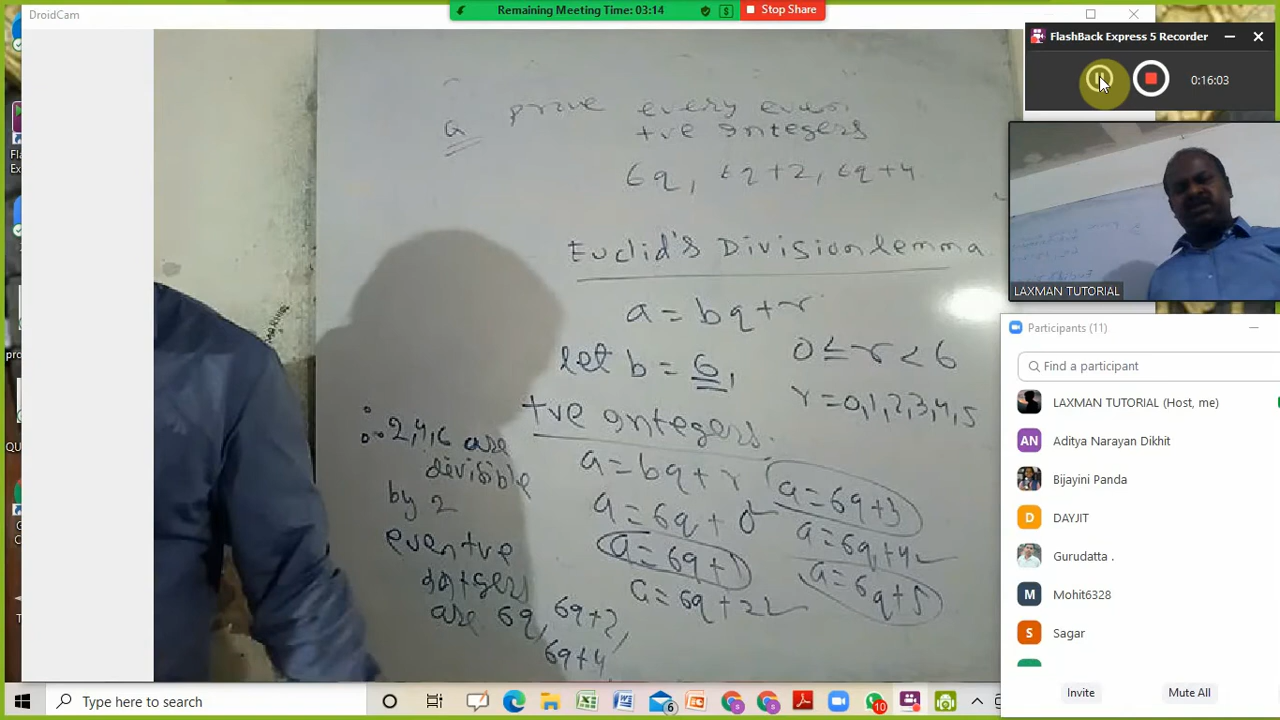 DroidCam
Remaining Meeting Time: 03:14
$
Stop Share
FlashBack Express 5 Recorder
0:16:03
Q prove every even
+ve integers
6q, 6q+2, 6q+4
Euclid's Division lemma
a = bq+r
let b = 6,
0 ≤ r < 6
r = 0,1,2,3,4,5
+ve integers.
a = bq + r
a = 6q + 0
a = 6q + 1
a = 6q + 2
a = 6q + 3
a = 6q + 4
a = 6q + 5
∴ 2,4,6 are
divisible
by 2
even +ve
integers
are 6q, 6q+2,
6q+4
LAXMAN TUTORIAL
Participants (11)
Find a participant
LAXMAN TUTORIAL (Host, me)
AN Aditya Narayan Dikhit
Bijayini Panda
D DAYJIT
Gurudatta .
M Mohit6328
S Sagar
Invite
Mute All
Type here to search
6
10